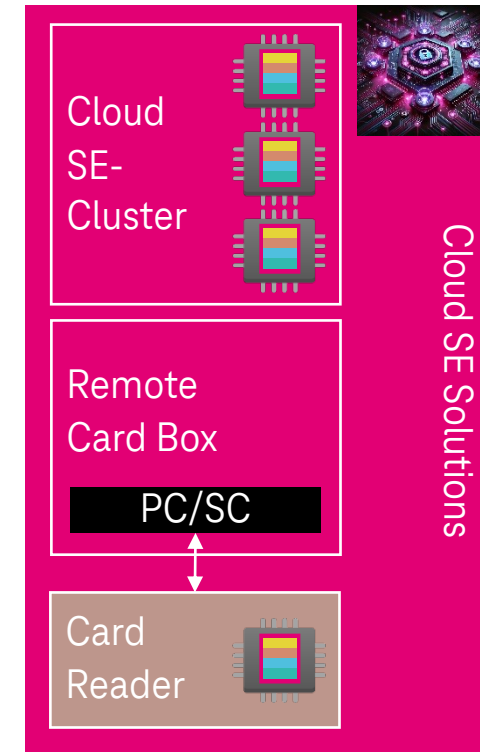 Cloud
SE-
Cluster
Remote
Card Box
PC/SC
Card
Reader
Cloud SE Solutions